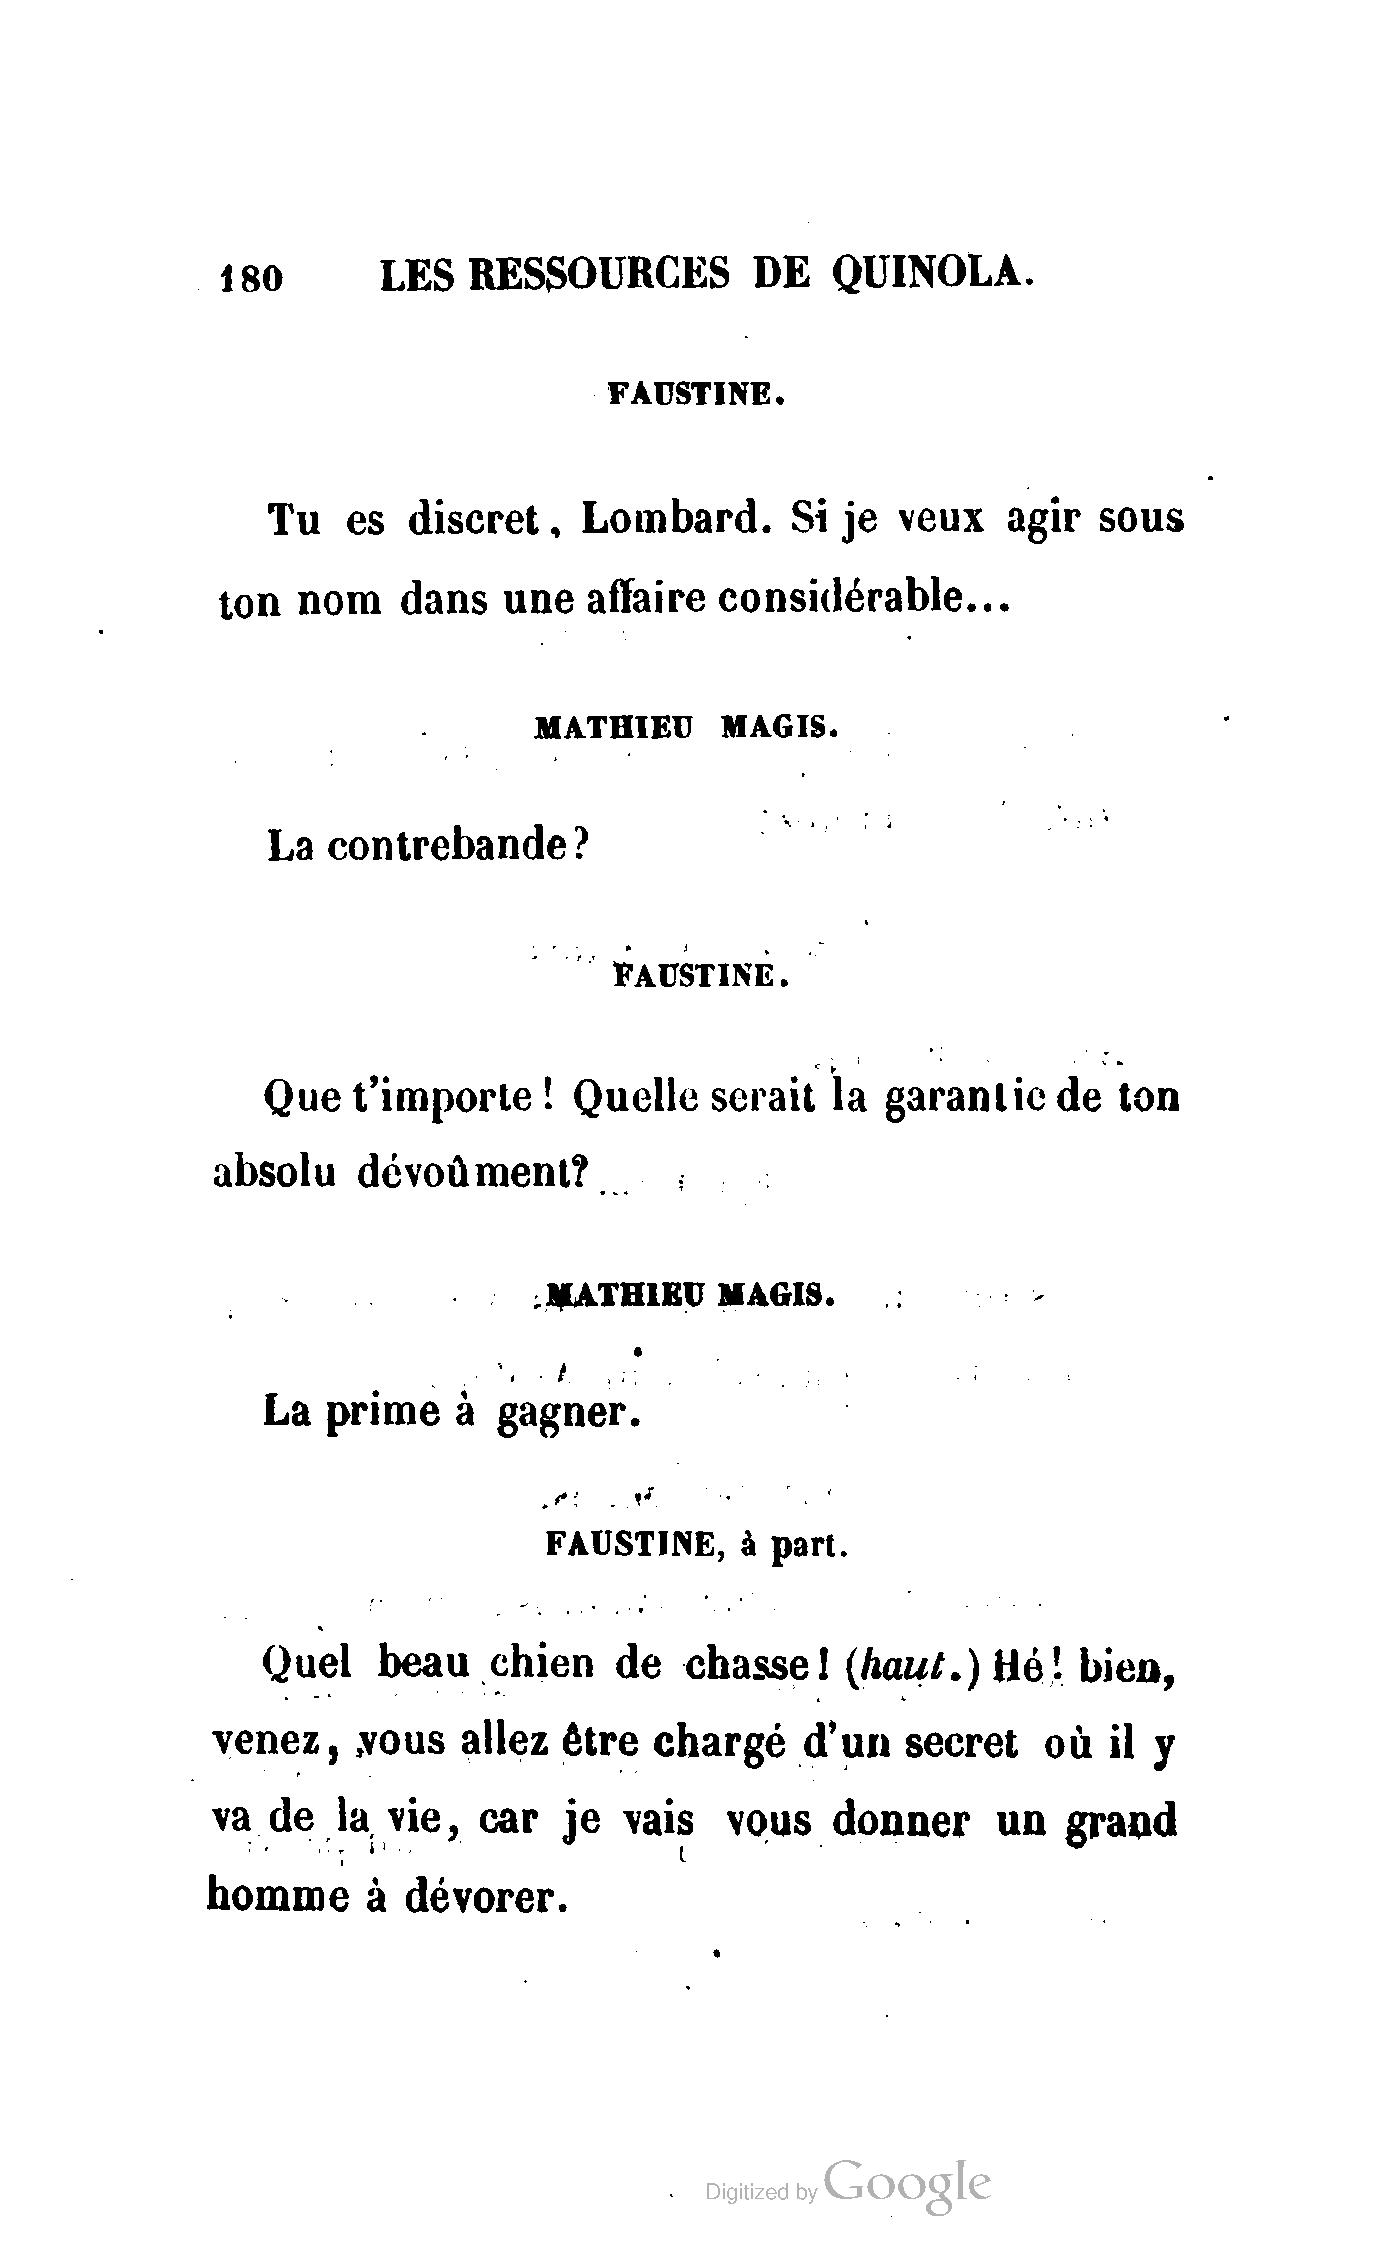 180 LES RESSOURCES DE QUINOLA.
FAUSTINE.
Tu es discret, Lombard. Si je veux agir sous
ton nom dans une affaire considérable...
MATHIEU MAGIS.
La contrebande?
FAUSTINE.
Que t'importe! Quelle serait la garantie de ton
absolu dévoûment?
MATHIEU MAGIS.
La prime à gagner.
FAUSTINE, à part.
Quel beau chien de chasse! (haut.) Hé! bien,
venez, vous allez être chargé d'un secret où il y
va de la vie, car je vais vous donner un grand
homme à dévorer.
Digitized by Google